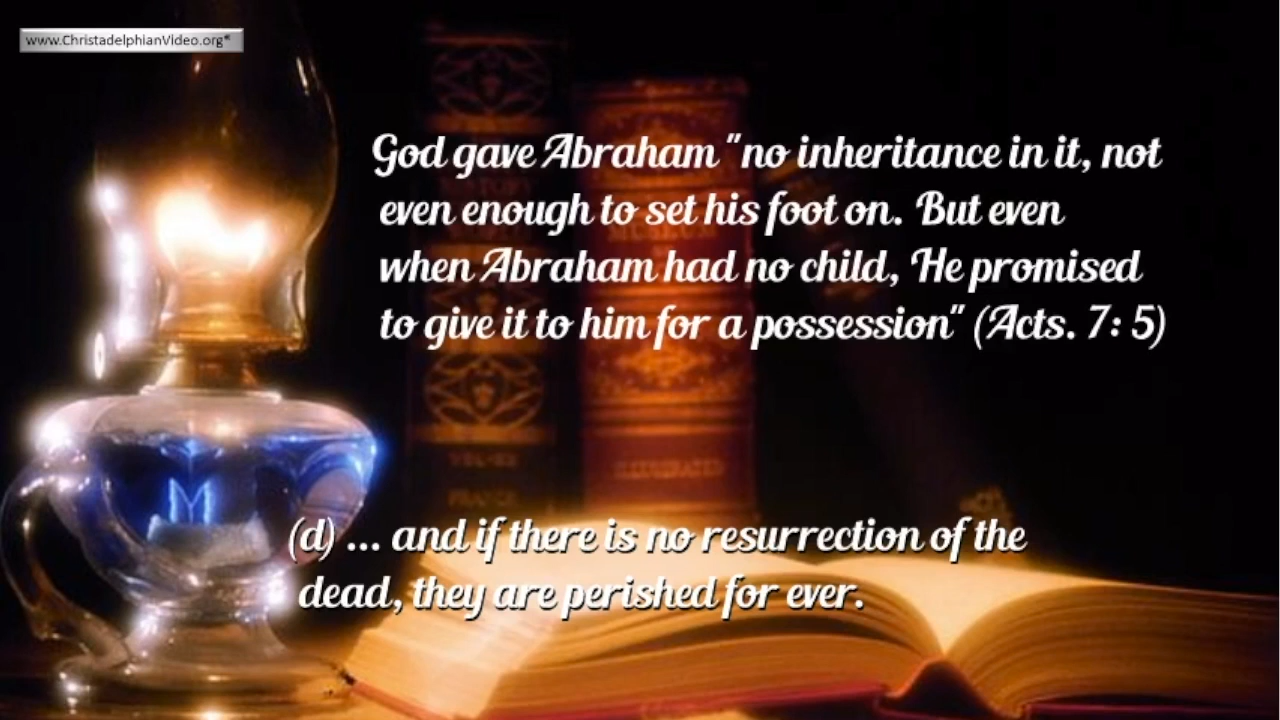 www.ChristadelphianVideo.org*
God gave Abraham "no inheritance in it, not
even enough to set his foot on. But even
when Abraham had no child, He promised
to give it to him for a possession" (Acts. 7: 5)
ILLUSTRATED
(d) ... and if there is no resurrection of the
dead, they are perished for ever.